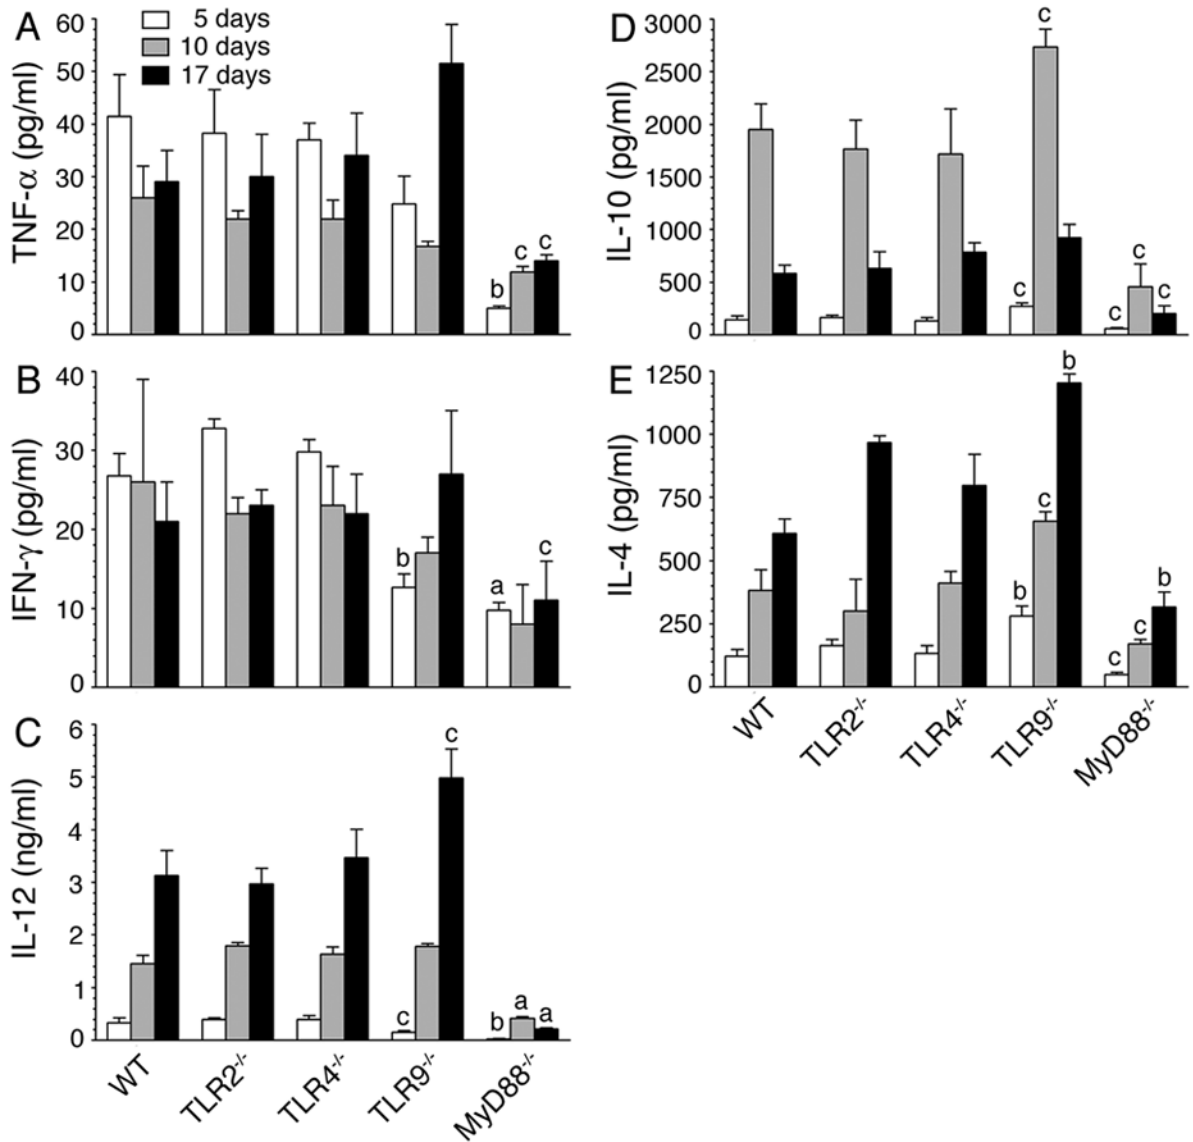 A
TNF-α (pg/ml)
60
50
40
30
20
10
0
5 days
10 days
17 days
b
c
c
B
IFN-γ (pg/ml)
40
30
20
10
0
b
a
c
C
IL-12 (ng/ml)
6
5
4
3
2
1
0
c
c
b
a
a
WT
TLR2-/-
TLR4-/-
TLR9-/-
MyD88-/-
D
IL-10 (pg/ml)
3000
2500
2000
1500
1000
500
0
c
c
c
c
c
E
IL-4 (pg/ml)
1250
1000
750
500
250
0
b
c
b
c
c
b
WT
TLR2-/-
TLR4-/-
TLR9-/-
MyD88-/-